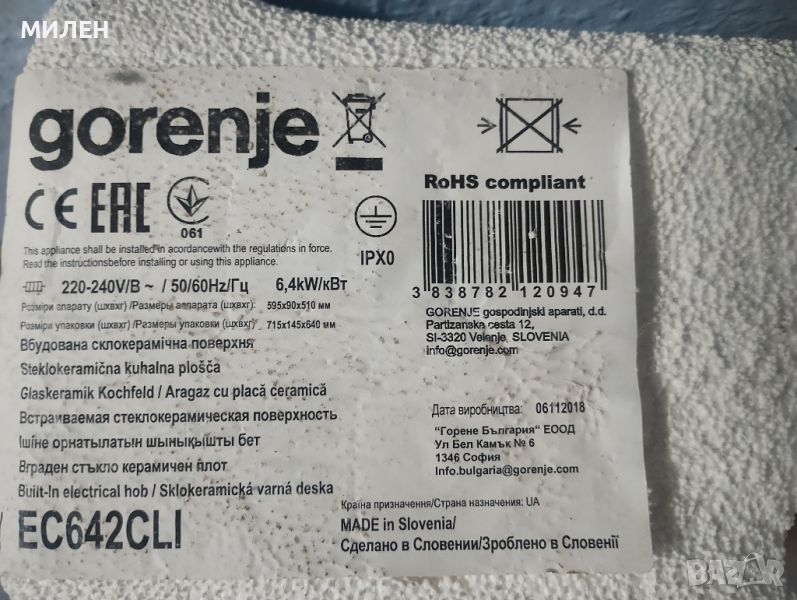 МИЛЕН
gorenje
CE EAC
061
IPX0
RoHS compliant
This appliance shall be installed in acordancewith the regulations in force.
Read the instructionsbefore installing or using this appliance.
220-240V/В ~ / 50/60Hz/Гц 6,4kW/кВт
Розміри апарату (шхвхг) /Размеры аппарата (шхвхг): 595x90x510 мм
Розміри упаковки (шхвхг) /Размеры упаковки (шхвхг): 715x145x640 мм
Вбудована склокерамічна поверхня
Steklokeramična kuhalna plošča
Glaskeramik Kochfeld / Aragaz cu placă ceramică
Встраиваемая стеклокерамическая поверхность
Ішіне орнатылатын шынықышты бет
Вграден стъкло керамичен плот
Built-In electrical hob / Sklokeramická varná deska
EC642CLI
3 838782 120947
GORENJE gospodinjski aparati, d.d.
Partizanska cesta 12,
SI-3320 Velenje, SLOVENIA
info@gorenje.com
Дата виробництва: 06112018
"Горене България" ЕООД
Ул Бел Камък № 6
1346 София
Info.bulgaria@gorenje.com
Країна призначення/Страна назначения: UA
MADE in Slovenia/
Сделано в Словении/Зроблено в Словенії
BAZAR